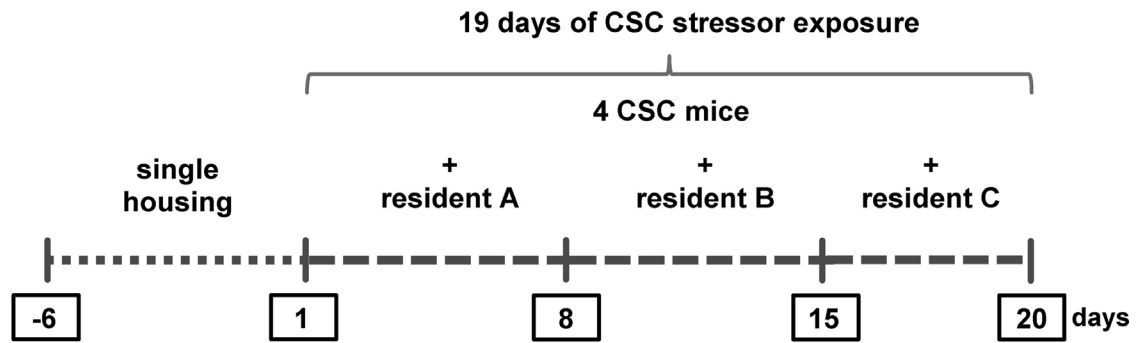 19 days of CSC stressor exposure
4 CSC mice
single
housing
+
resident A
+
resident B
+
resident C
-6
1
8
15
20
days